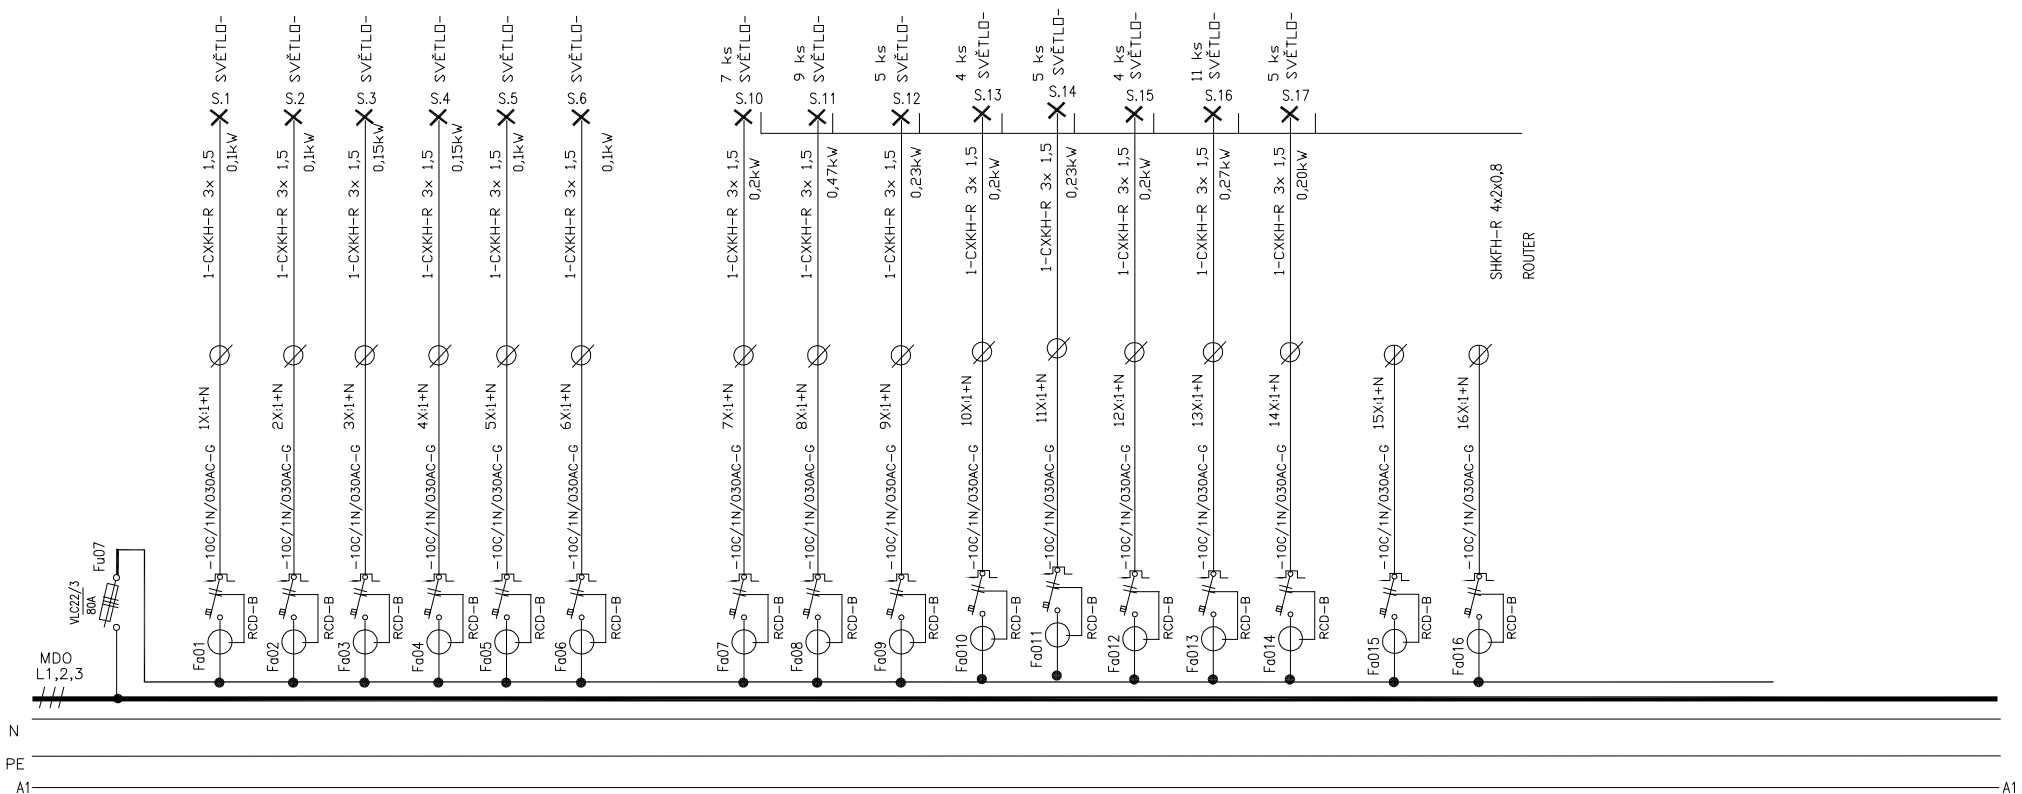 SVĚTLO-
S.1
0,1kW
1-CXKH-R 3x 1,5
1X:1+N
-10C/1N/030AC-G
RCD-B
Fa01
SVĚTLO-
S.2
0,1kW
1-CXKH-R 3x 1,5
2X:1+N
-10C/1N/030AC-G
RCD-B
Fa02
SVĚTLO-
S.3
0,15kW
1-CXKH-R 3x 1,5
3X:1+N
-10C/1N/030AC-G
RCD-B
Fa03
SVĚTLO-
S.4
0,15kW
1-CXKH-R 3x 1,5
4X:1+N
-10C/1N/030AC-G
RCD-B
Fa04
SVĚTLO-
S.5
0,1kW
1-CXKH-R 3x 1,5
5X:1+N
-10C/1N/030AC-G
RCD-B
Fa05
SVĚTLO-
S.6
0,1kW
1-CXKH-R 3x 1,5
6X:1+N
-10C/1N/030AC-G
RCD-B
Fa06
7 ks
SVĚTLO-
S.10
0,2kW
1-CXKH-R 3x 1,5
7X:1+N
-10C/1N/030AC-G
RCD-B
Fa07
9 ks
SVĚTLO-
S.11
0,47kW
1-CXKH-R 3x 1,5
8X:1+N
-10C/1N/030AC-G
RCD-B
Fa08
5 ks
SVĚTLO-
S.12
0,23kW
1-CXKH-R 3x 1,5
9X:1+N
-10C/1N/030AC-G
RCD-B
Fa09
4 ks
SVĚTLO-
S.13
0,2kW
1-CXKH-R 3x 1,5
10X:1+N
-10C/1N/030AC-G
RCD-B
Fa010
5 ks
SVĚTLO-
S.14
0,23kW
1-CXKH-R 3x 1,5
11X:1+N
-10C/1N/030AC-G
RCD-B
Fa011
4 ks
SVĚTLO-
S.15
0,2kW
1-CXKH-R 3x 1,5
12X:1+N
-10C/1N/030AC-G
RCD-B
Fa012
11 ks
SVĚTLO-
S.16
0,27kW
1-CXKH-R 3x 1,5
13X:1+N
-10C/1N/030AC-G
RCD-B
Fa013
5 ks
SVĚTLO-
S.17
0,20kW
1-CXKH-R 3x 1,5
14X:1+N
-10C/1N/030AC-G
RCD-B
Fa014
15X:1+N
-10C/1N/030AC-G
RCD-B
Fa015
16X:1+N
-10C/1N/030AC-G
RCD-B
Fa016
SHKFH-R 4x2x0,8
ROUTER
VLC22/3
80A
Fu07
MDO
L1,2,3
N
PE
A1
A1